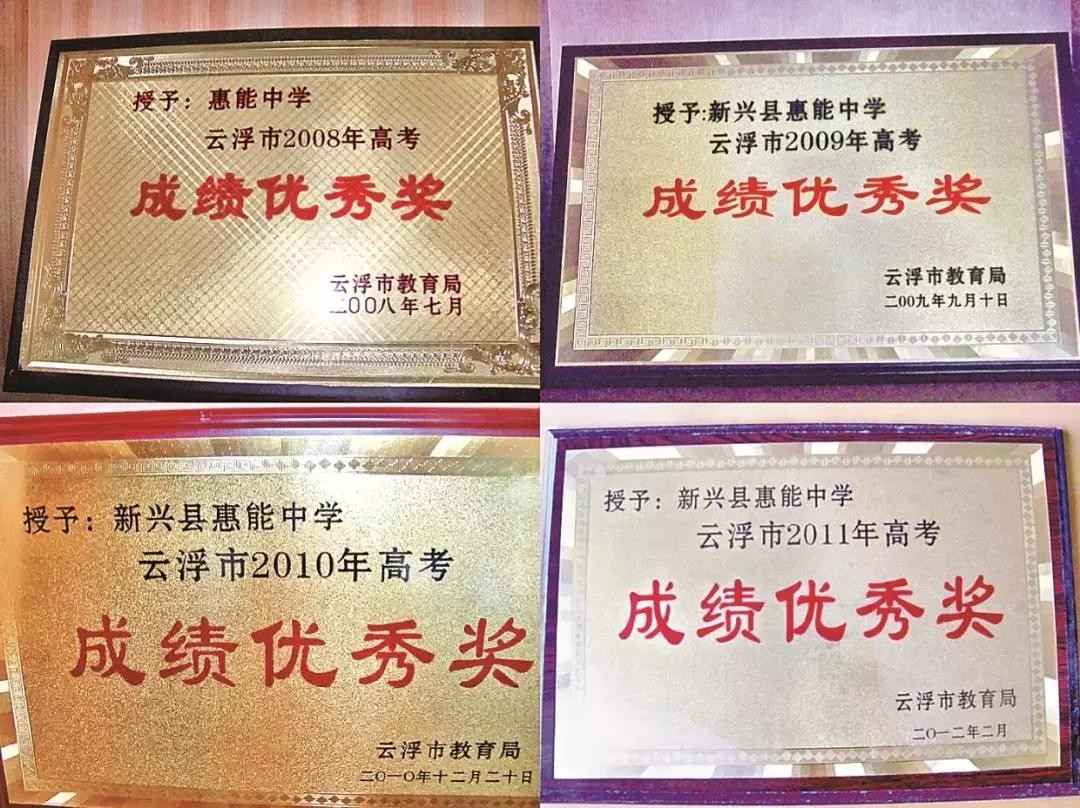 授予：惠能中学
云浮市2008年高考
成绩优秀奖
云浮市教育局
二00八年七月
授予:新兴县惠能中学
云浮市2009年高考
成绩优秀奖
云浮市教育局
二00九年九月十日
授予：新兴县惠能中学
云浮市2010年高考
成绩优秀奖
云浮市教育局
二〇一〇年十二月二十日
授予：新兴县惠能中学
云浮市2011年高考
成绩优秀奖
云浮市教育局
二〇一二年二月